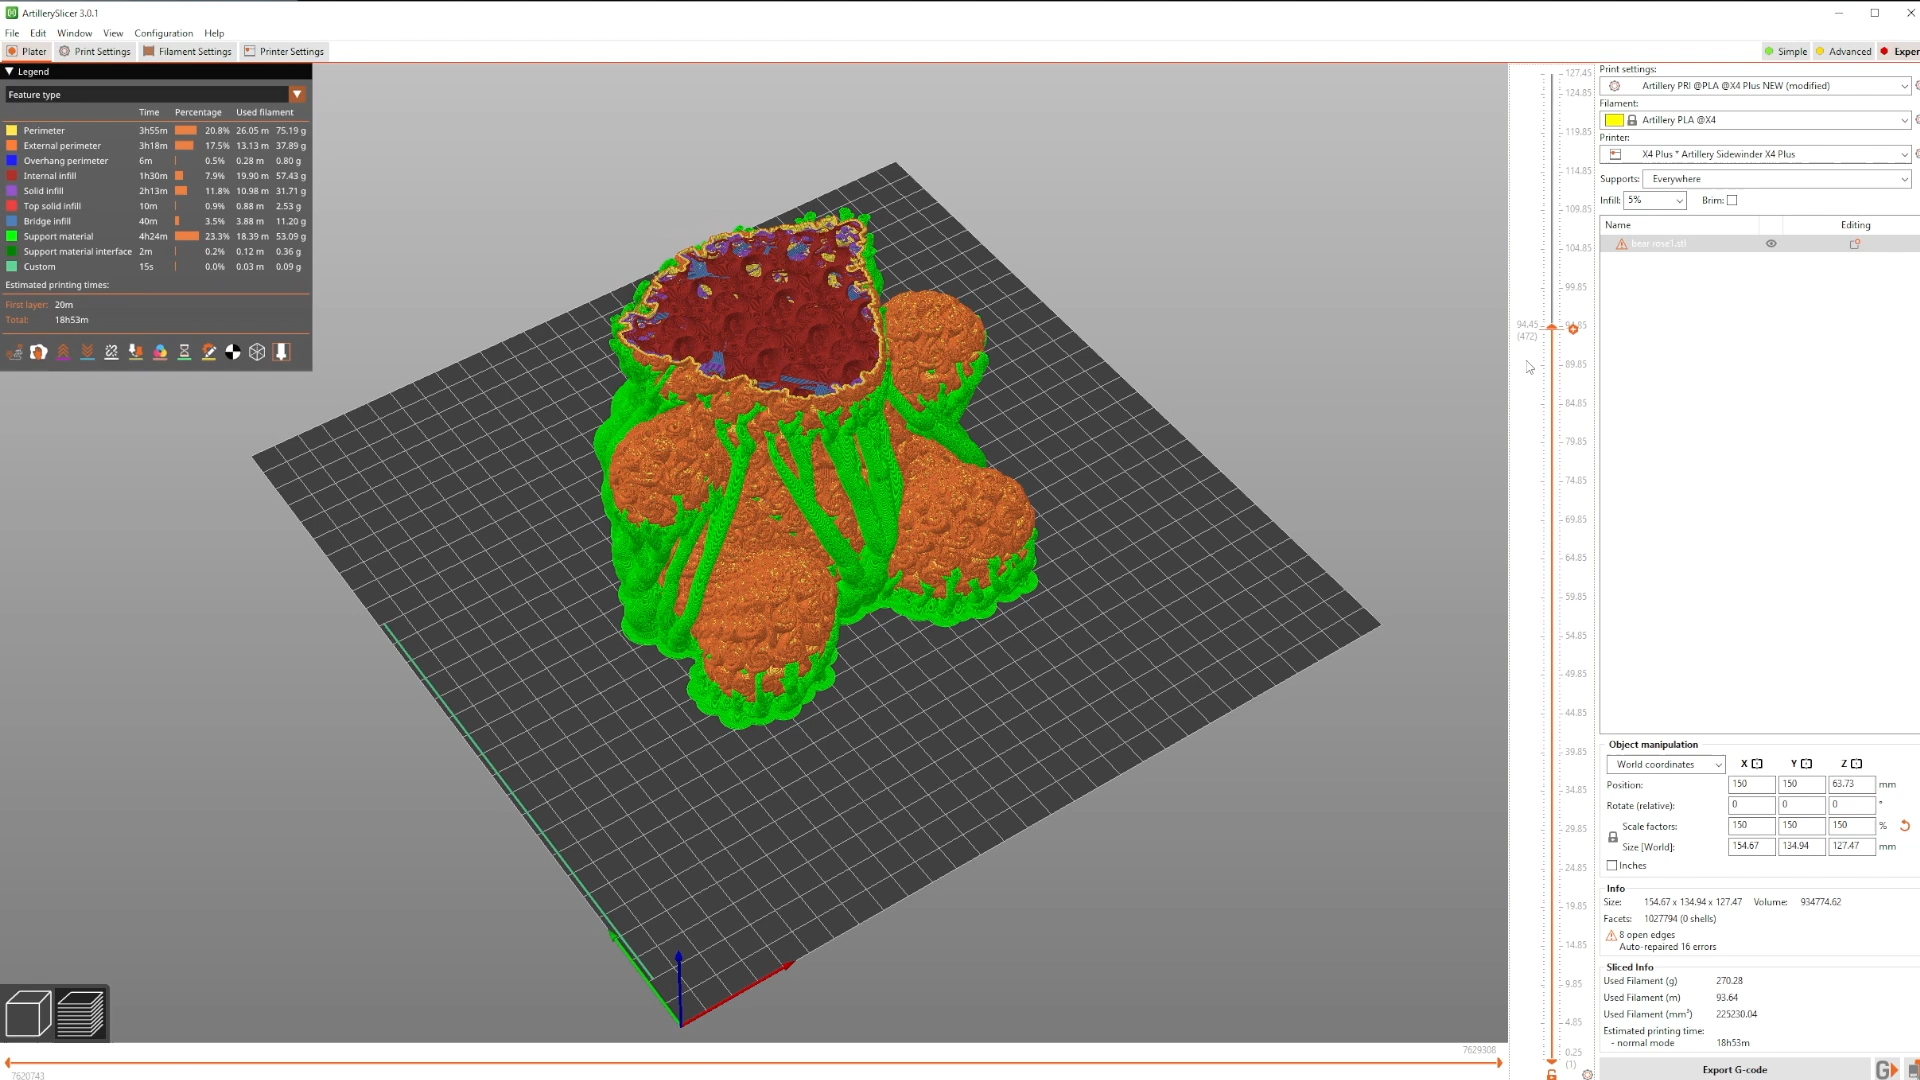 ArtillerySlicer 3.0.1
File Edit Window View Configuration Help
Plater Print Settings Filament Settings Printer Settings
Simple Advanced Exper
Legend
Feature type
Time Percentage Used filament
Perimeter 3h55m 20.8% 26.05 m 75.19 g
External perimeter 3h18m 17.5% 13.13 m 37.89 g
Overhang perimeter 6m 0.5% 0.28 m 0.80 g
Internal infill 1h30m 7.9% 19.90 m 57.43 g
Solid infill 2h13m 11.8% 10.98 m 31.71 g
Top solid infill 10m 0.9% 0.88 m 2.53 g
Bridge infill 40m 3.5% 3.88 m 11.20 g
Support material 4h24m 23.3% 18.39 m 53.09 g
Support material interface 2m 0.2% 0.12 m 0.36 g
Custom 15s 0.0% 0.03 m 0.09 g
Estimated printing times:
First layer: 20m
Total: 18h53m
127.45
124.85
119.85
114.85
109.85
104.85
99.85
94.45
(472)
89.85
84.85
79.85
74.85
69.85
64.85
59.85
54.85
49.85
44.85
39.85
34.85
29.85
24.85
19.85
14.85
9.85
4.85
0.25
(1)
7629308
7620743
Print settings:
Artillery PRI @PLA @X4 Plus NEW (modified)
Filament:
Artillery PLA @X4
Printer:
X4 Plus * Artillery Sidewinder X4 Plus
Supports: Everywhere
Infill: 5% Brim:
Name Editing
bear rose1.stl
Object manipulation
World coordinates X Y Z
Position: 150 150 63.73 mm
Rotate (relative): 0 0 0 °
Scale factors: 150 150 150 %
Size [World]: 154.67 134.94 127.47 mm
Inches
Info
Size: 154.67 x 134.94 x 127.47 Volume: 934774.62
Facets: 1027794 (0 shells)
8 open edges
Auto-repaired 16 errors
Sliced Info
Used Filament (g) 270.28
Used Filament (m) 93.64
Used Filament (mm³) 225230.04
Estimated printing time:
- normal mode 18h53m
Export G-code
G